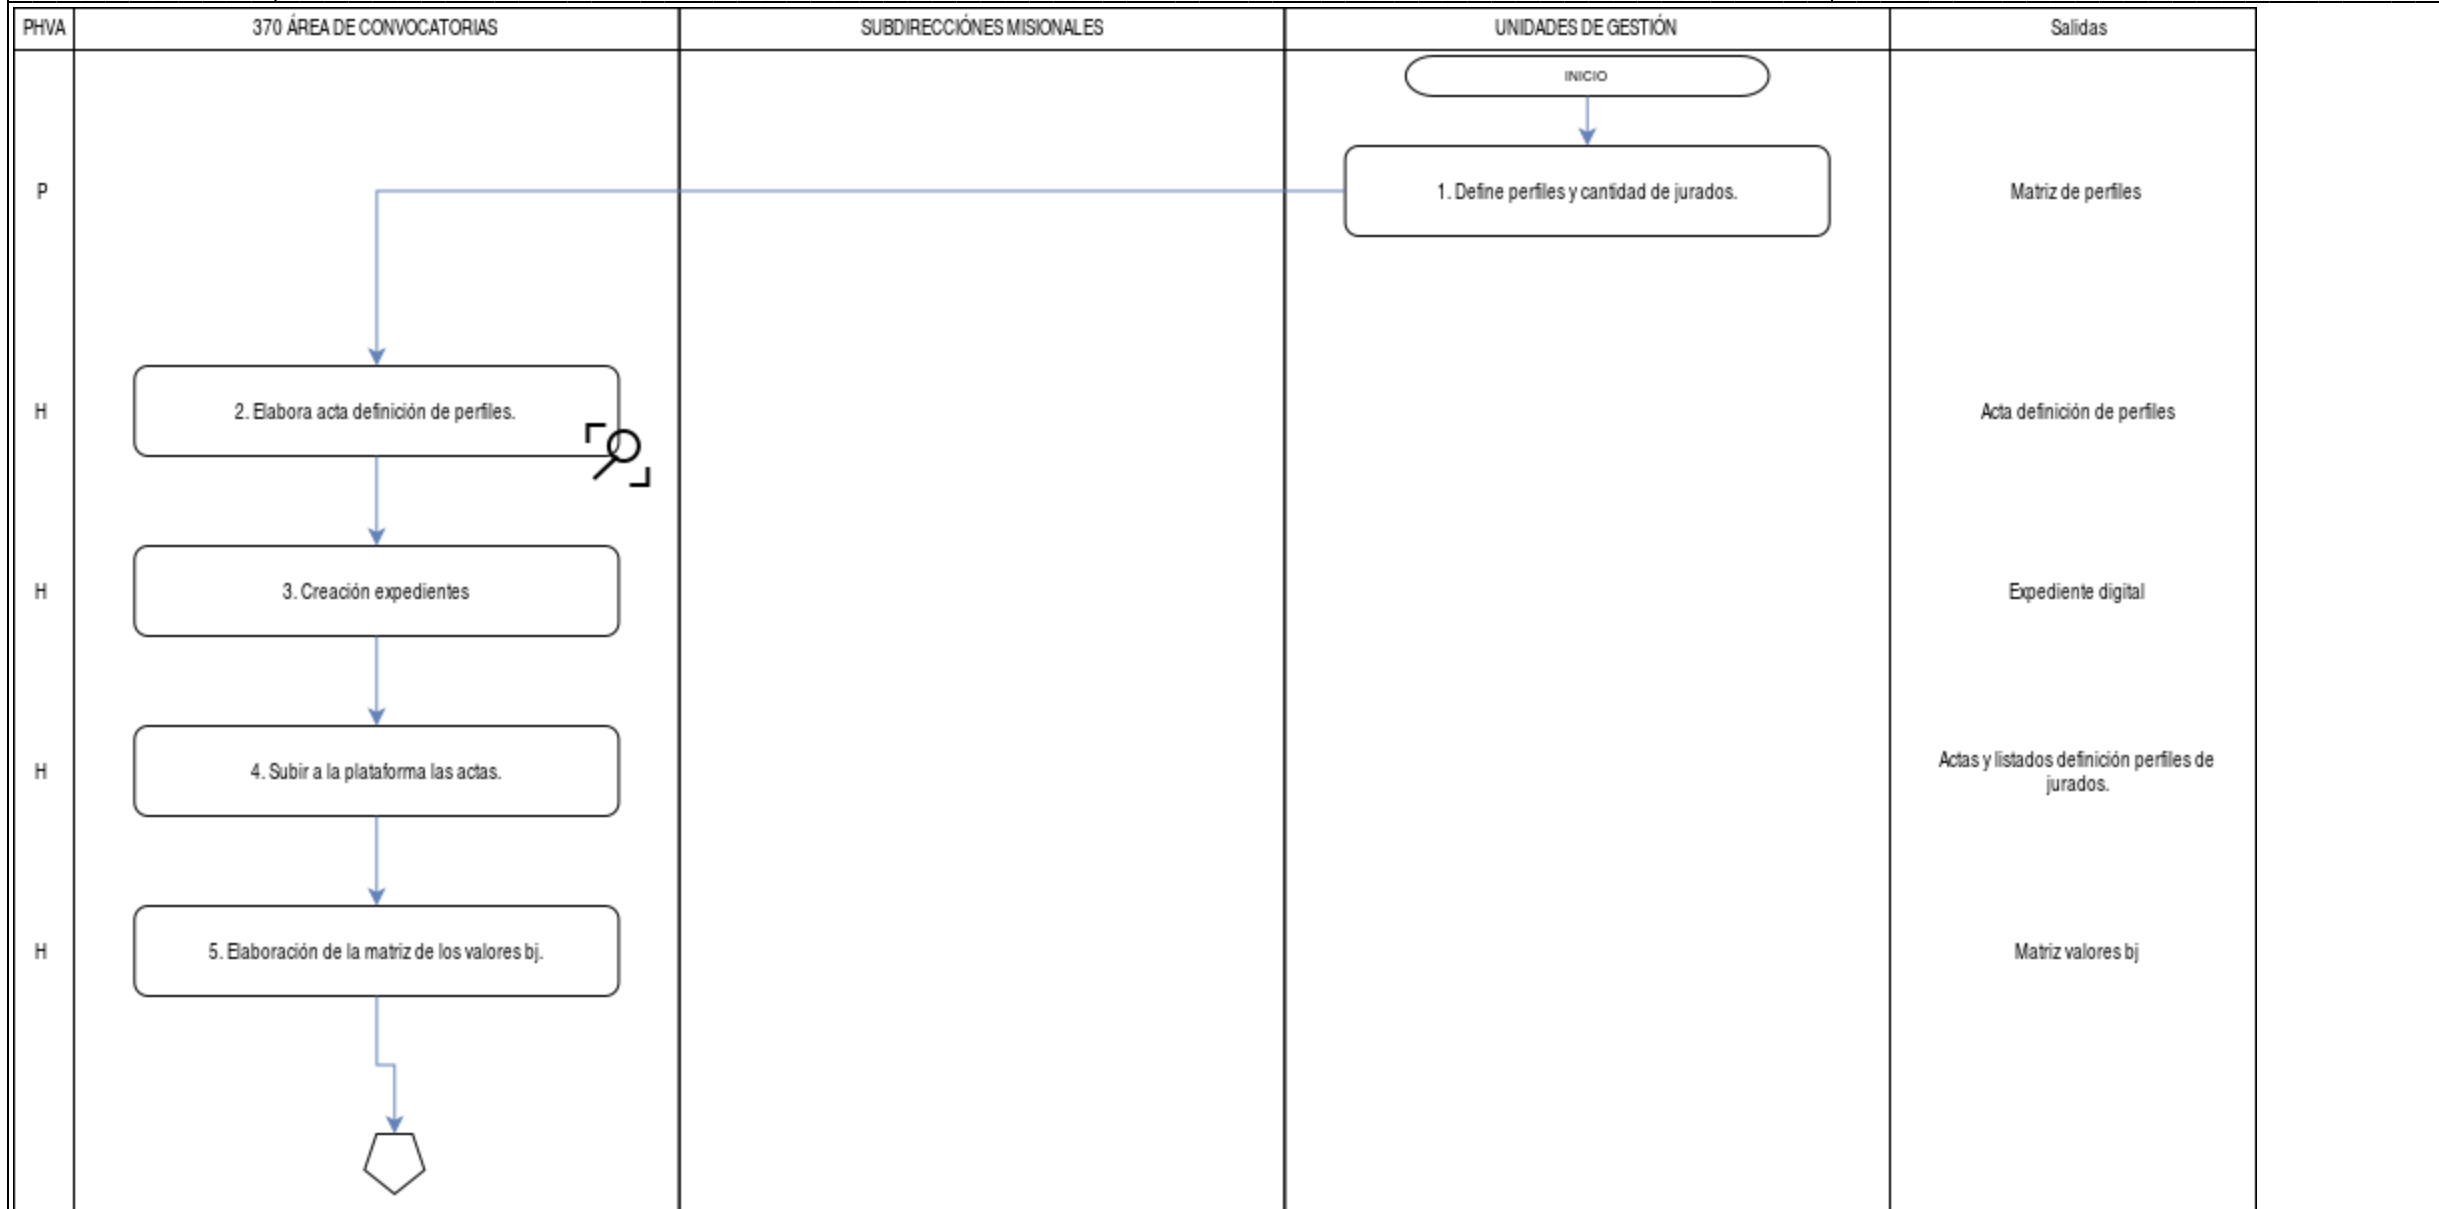 PHVA 370 ÁREA DE CONVOCATORIAS SUBDIRECCIÓNES MISIONALES UNIDADES DE GESTIÓN Salidas
INICIO
P 1. Define perfiles y cantidad de jurados. Matriz de perfiles
H 2. Elabora acta definición de perfiles. Acta definición de perfiles
H 3. Creación expedientes Expediente digital
H 4. Subir a la plataforma las actas. Actas y listados definición perfiles de
jurados.
H 5. Elaboración de la matriz de los valores bj. Matriz valores bj